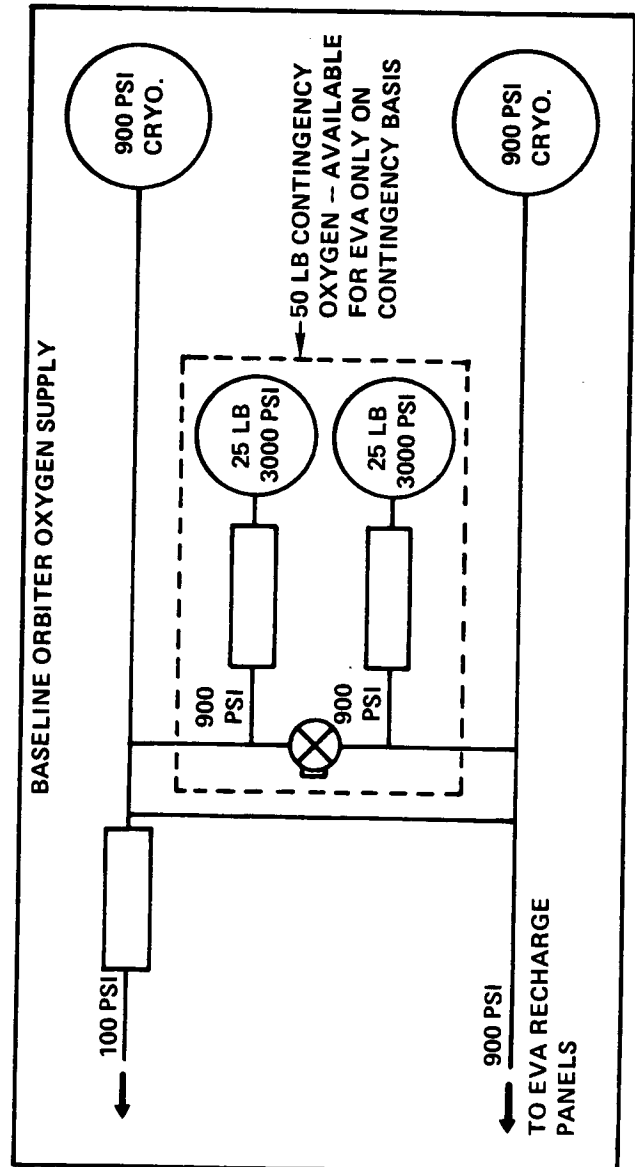 BASELINE ORBITER OXYGEN SUPPLY
100 PSI
900 PSI
CRYO.
900
PSI
25 LB
3000 PSI
50 LB CONTINGENCY
OXYGEN – AVAILABLE
FOR EVA ONLY ON
CONTINGENCY BASIS
900
PSI
25 LB
3000 PSI
900 PSI
TO EVA RECHARGE
PANELS
900 PSI
CRYO.